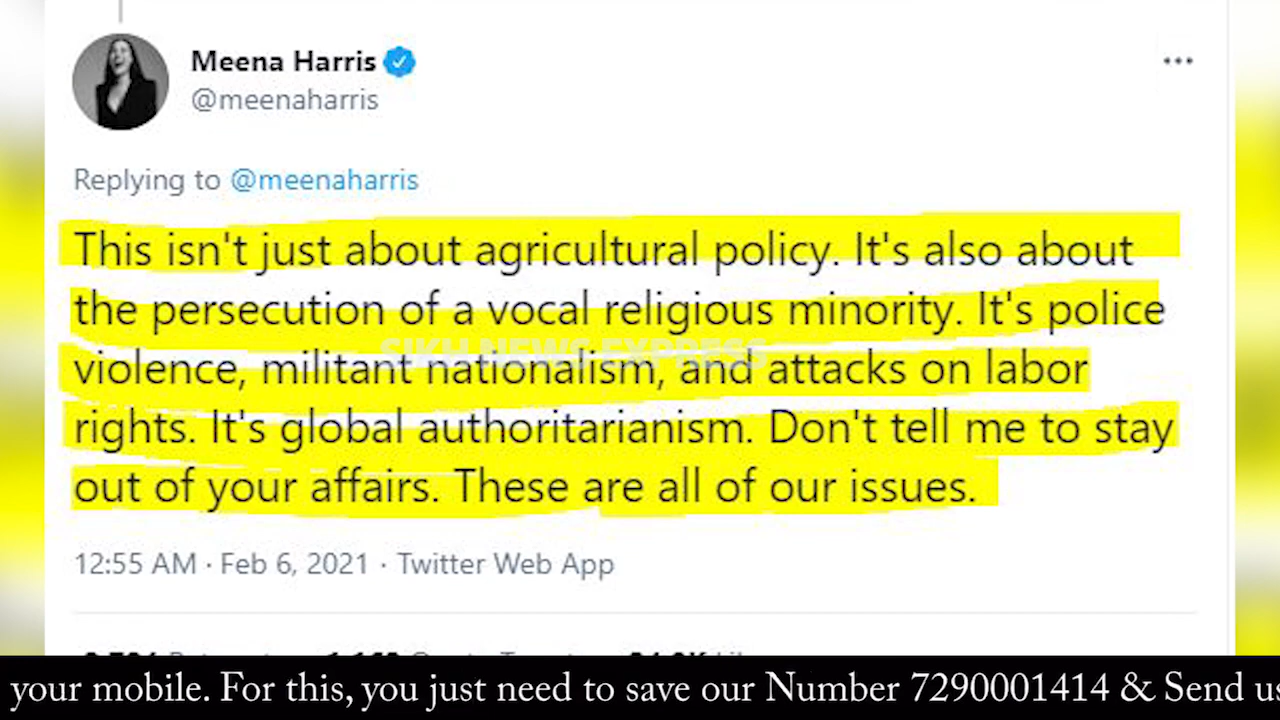 Meena Harris
@meenaharris
Replying to @meenaharris
This isn't just about agricultural policy. It's also about
the persecution of a vocal religious minority. It's police
SIKH NEWS EXPRESS
violence, militant nationalism, and attacks on labor
rights. It's global authoritarianism. Don't tell me to stay
out of your affairs. These are all of our issues.
12:55 AM · Feb 6, 2021 · Twitter Web App
your mobile. For this, you just need to save our Number 7290001414 & Send us